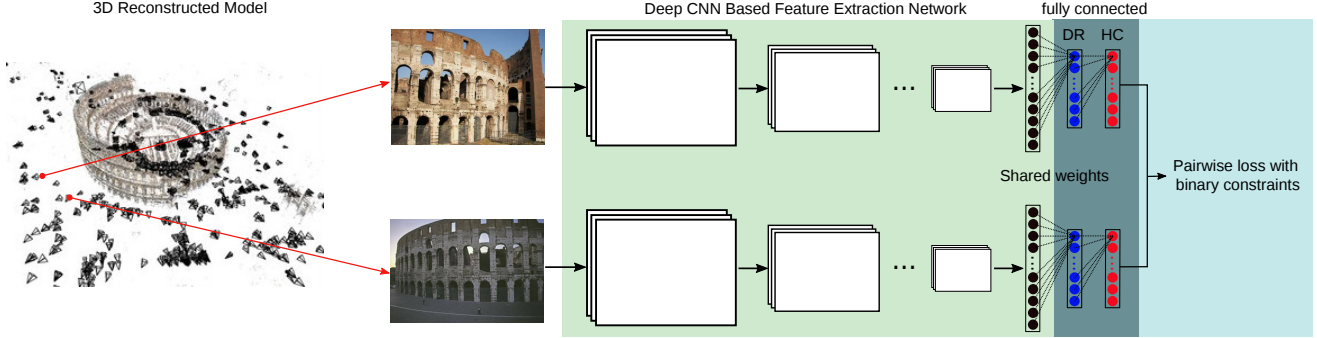 3D Reconstructed Model
Deep CNN Based Feature Extraction Network
fully connected
DR
HC
Shared weights
Pairwise loss with
binary constraints